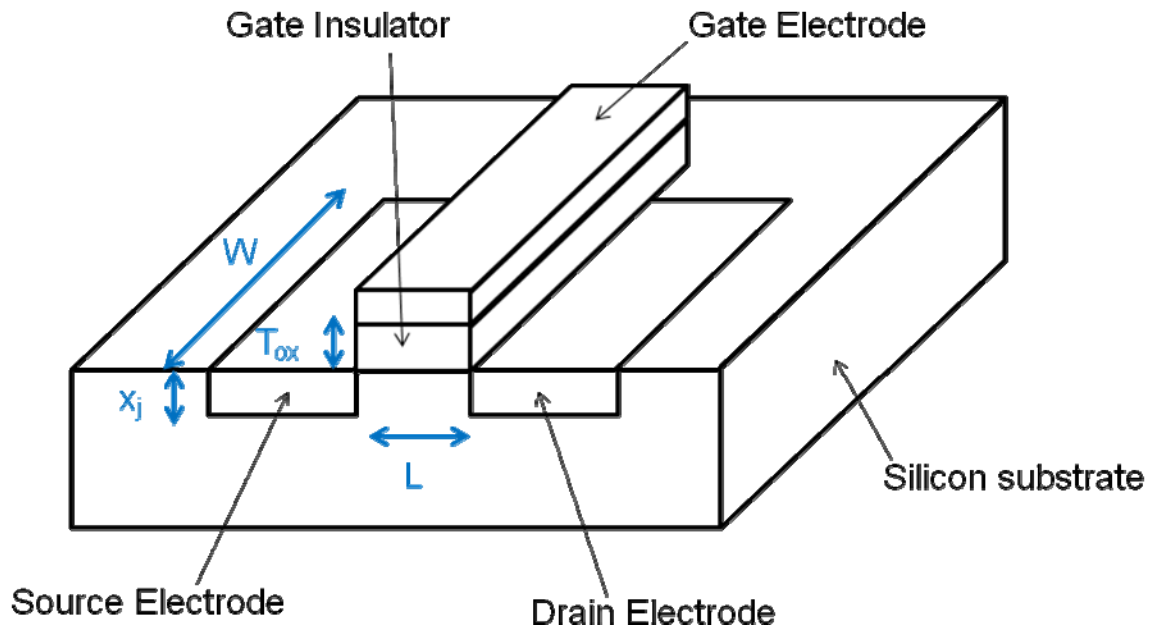 Gate Insulator
Gate Electrode
W
Tox
xj
L
Silicon substrate
Source Electrode
Drain Electrode